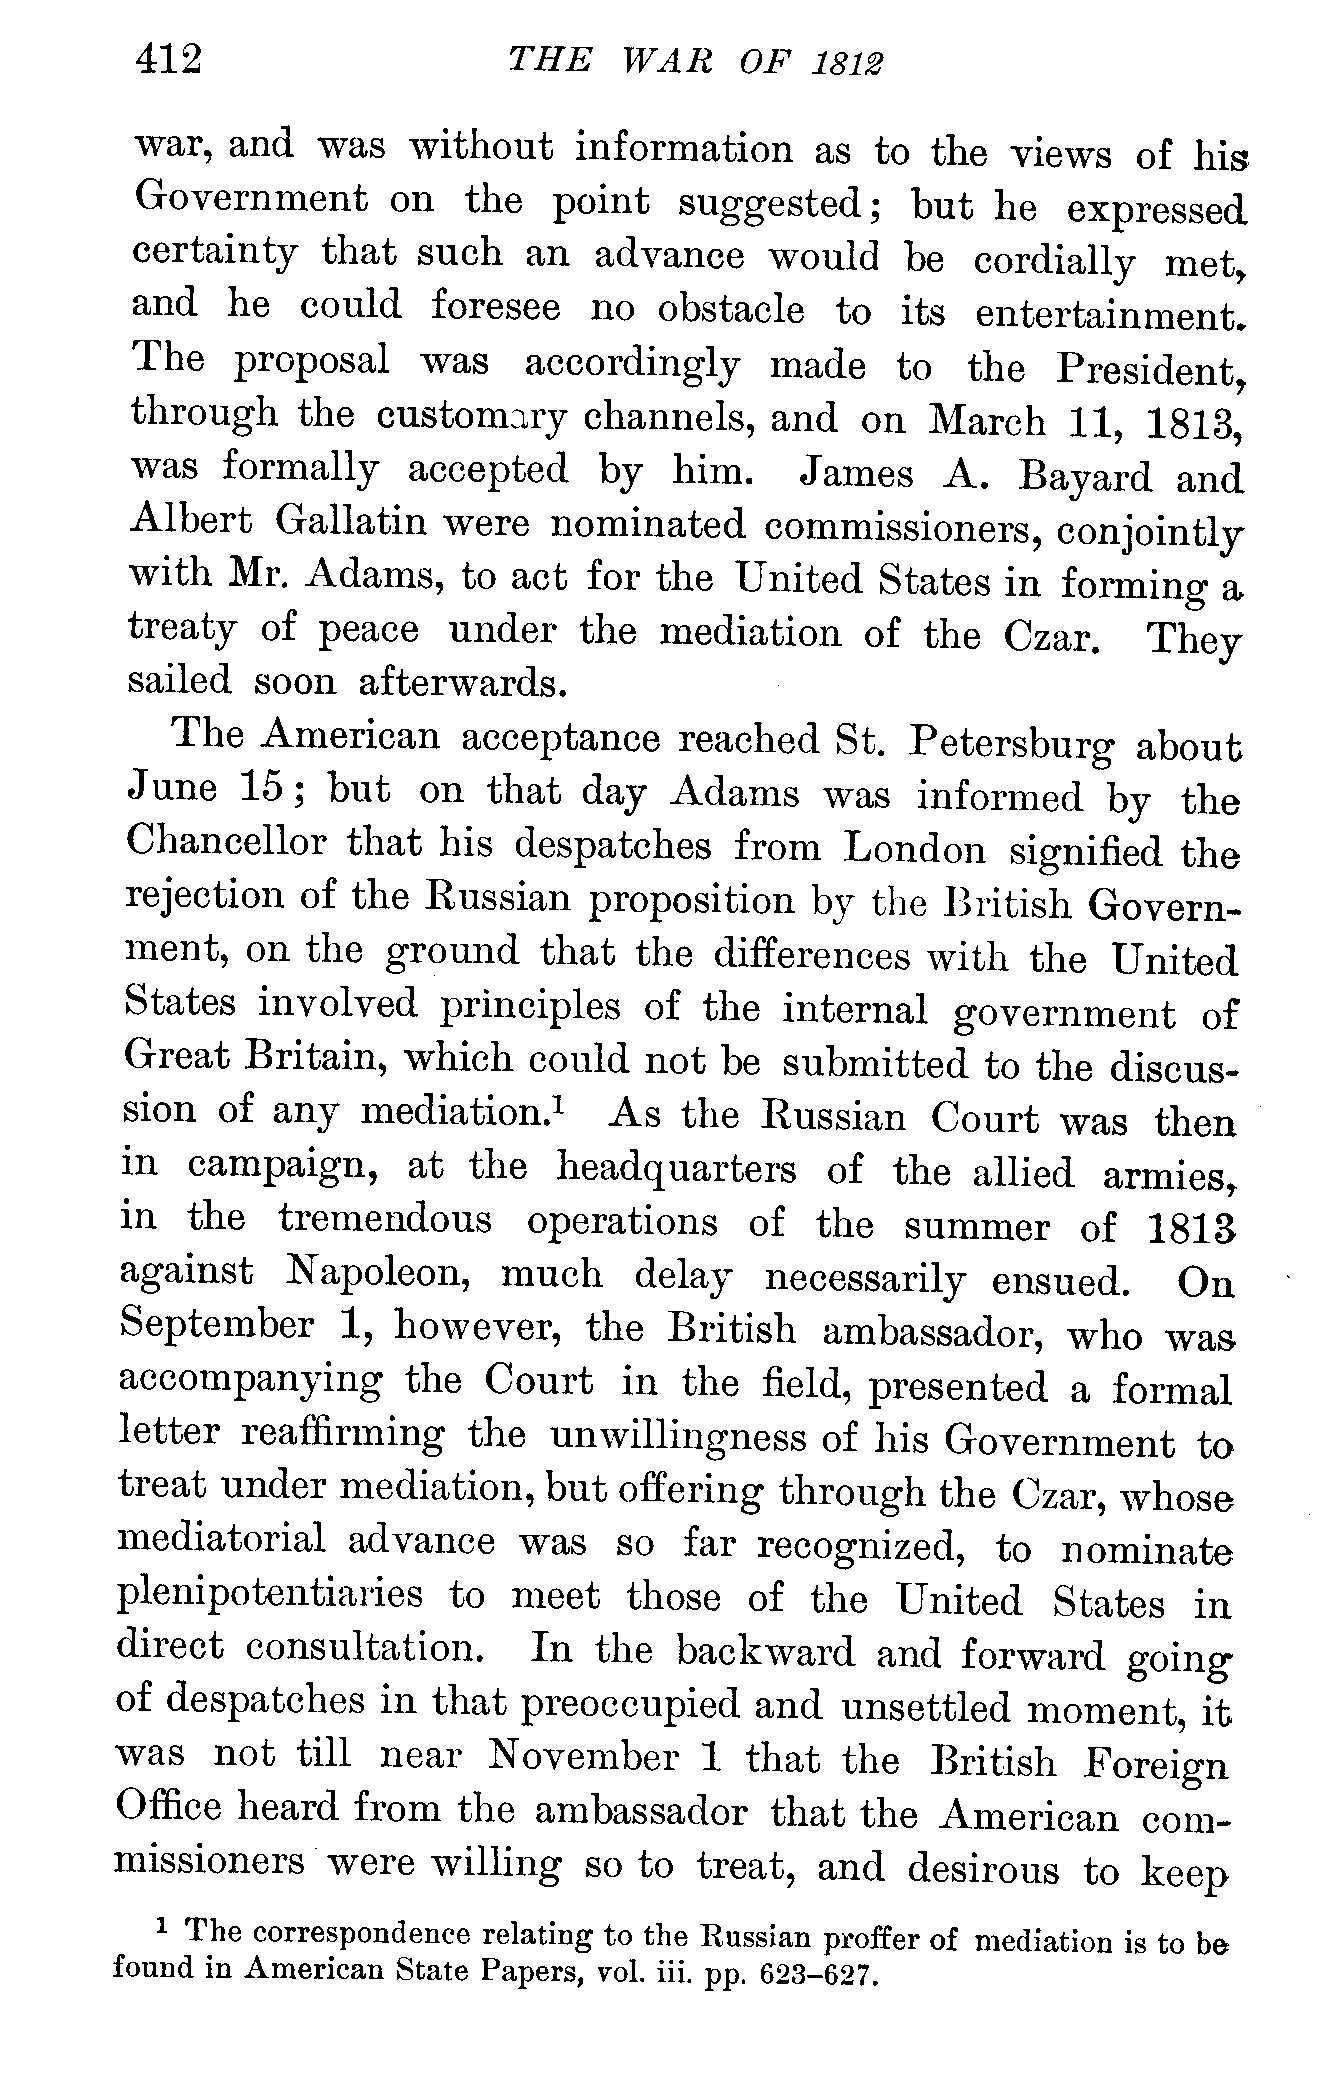 412 THE WAR OF 1812
war, and was without information as to the views of his
Government on the point suggested; but he expressed
certainty that such an advance would be cordially met,
and he could foresee no obstacle to its entertainment.
The proposal was accordingly made to the President,
through the customary channels, and on March 11, 1813,
was formally accepted by him. James A. Bayard and
Albert Gallatin were nominated commissioners, conjointly
with Mr. Adams, to act for the United States in forming a
treaty of peace under the mediation of the Czar. They
sailed soon afterwards.
The American acceptance reached St. Petersburg about
June 15; but on that day Adams was informed by the
Chancellor that his despatches from London signified the
rejection of the Russian proposition by the British Govern-
ment, on the ground that the differences with the United
States involved principles of the internal government of
Great Britain, which could not be submitted to the discus-
sion of any mediation.¹ As the Russian Court was then
in campaign, at the headquarters of the allied armies,
in the tremendous operations of the summer of 1813
against Napoleon, much delay necessarily ensued. On
September 1, however, the British ambassador, who was
accompanying the Court in the field, presented a formal
letter reaffirming the unwillingness of his Government to
treat under mediation, but offering through the Czar, whose
mediatorial advance was so far recognized, to nominate
plenipotentiaries to meet those of the United States in
direct consultation. In the backward and forward going
of despatches in that preoccupied and unsettled moment, it
was not till near November 1 that the British Foreign
Office heard from the ambassador that the American com-
missioners were willing so to treat, and desirous to keep
¹ The correspondence relating to the Russian proffer of mediation is to be
found in American State Papers, vol. iii. pp. 623–627.